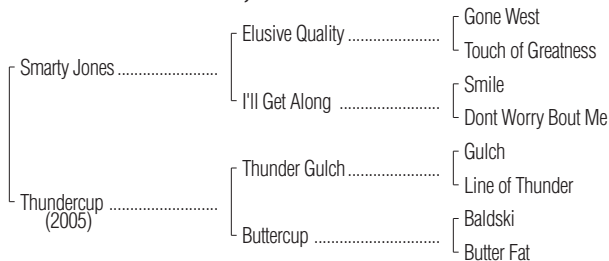 Gone West
Elusive Quality ....................
Touch of Greatness
Smarty Jones ......................
Smile
I'll Get Along ......................
Dont Worry Bout Me
Gulch
Thunder Gulch....................
Line of Thunder
Thundercup ........................
(2005)
Baldski
Buttercup ...........................
Butter Fat